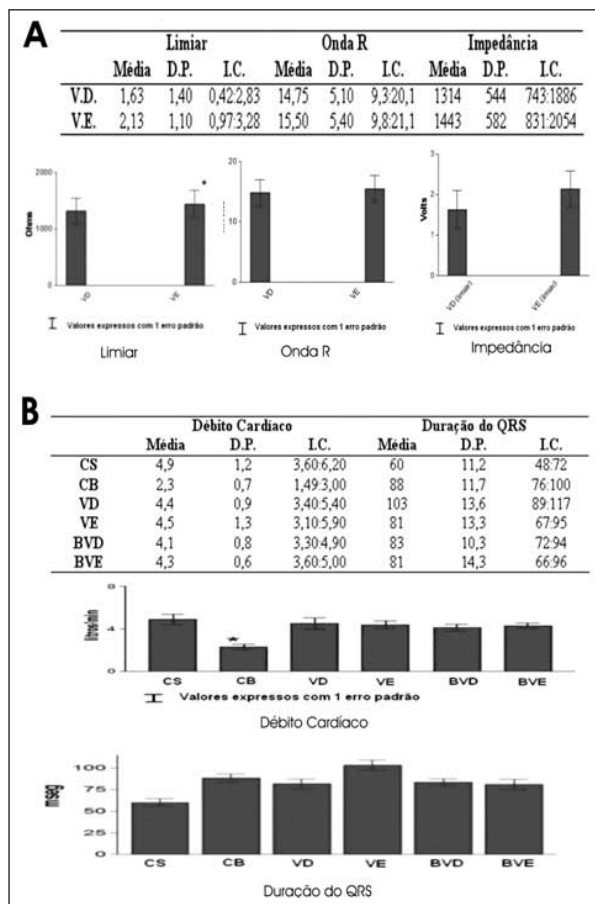 A
Limiar Onda R Impedância
Média D.P. I.C. Média D.P. I.C. Média D.P. I.C.
V.D. 1,63 1,40 0,42:2,83 14,75 5,10 9,3:20,1 1314 544 743:1886
V.E. 2,13 1,10 0,97:3,28 15,50 5,40 9,8:21,1 1443 582 831:2054
Ohms
2000
1000
0
*
VD VE
Valores expressos com 1 erro padrão
Limiar
20
15
10
0
VD VE
Valores expressos com 1 erro padrão
Onda R
Volts
3
2
1
0
VD (limiar) VE (limiar)
Valores expressos com 1 erro padrão
Impedância
B
Débito Cardíaco Duração do QRS
Média D.P. I.C. Média D.P. I.C.
CS 4,9 1,2 3,60:6,20 60 11,2 48:72
CB 2,3 0,7 1,49:3,00 88 11,7 76:100
VD 4,4 0,9 3,40:5,40 103 13,6 89:117
VE 4,5 1,3 3,10:5,90 81 13,3 67:95
BVD 4,1 0,8 3,30:4,90 83 10,3 72:94
BVE 4,3 0,6 3,60:5,00 81 14,3 66:96
litros/min
8
4
0
*
CS CB VD VE BVD BVE
Valores expressos com 1 erro padrão
Débito Cardíaco
mseg
100
75
50
25
0
CS CB VD VE BVD BVE
Duração do QRS